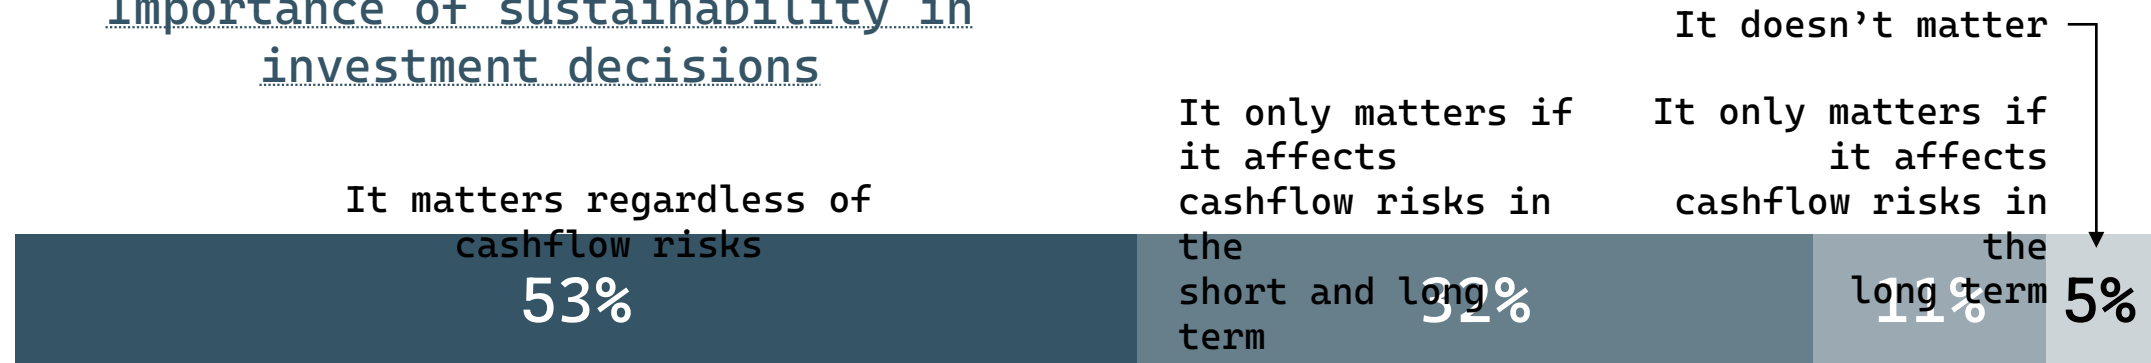 Importance of sustainability in
investment decisions
It doesn’t matter
It matters regardless of
cashflow risks
53%
It only matters if
it affects
cashflow risks in
the
short and long
term
32%
It only matters if
it affects
cashflow risks in
the
long term
11%
5%